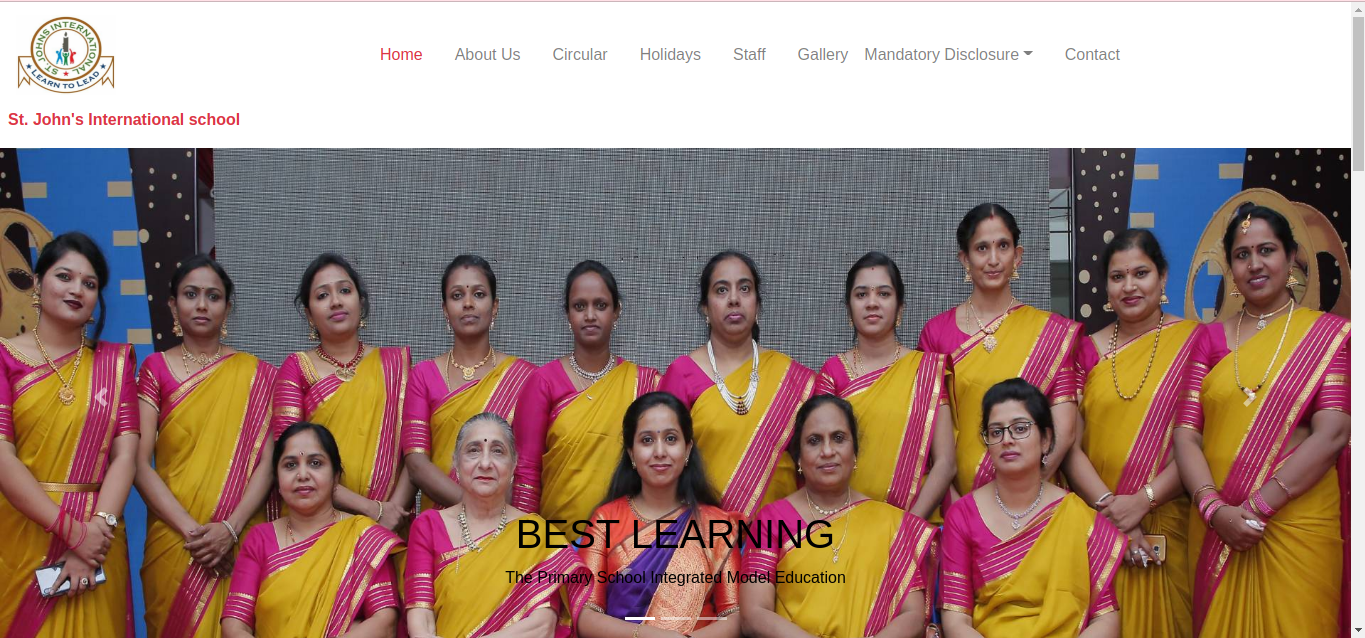 ST. JOHNS INTERNATIONAL
LEARN TO LEAD
Home
About Us
Circular
Holidays
Staff
Gallery
Mandatory Disclosure
Contact
St. John's International school
BEST LEARNING
The Primary School Integrated Model Education